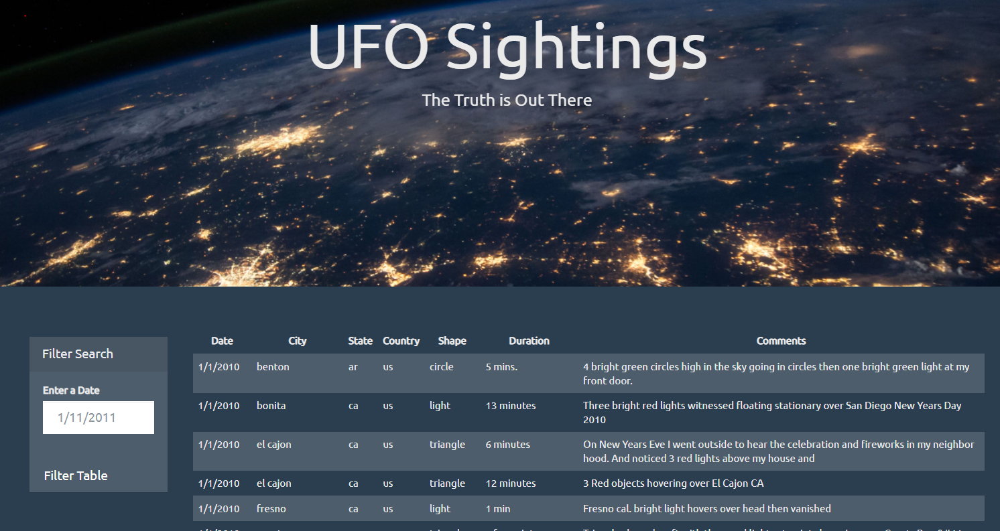 UFO Sightings
The Truth is Out There
Filter Search
Enter a Date
1/11/2011
Filter Table
Date City State Country Shape Duration Comments
1/1/2010 benton ar us circle 5 mins. 4 bright green circles high in the sky going in circles then one bright green light at my
front door.
1/1/2010 bonita ca us light 13 minutes Three bright red lights witnessed floating stationary over San Diego New Years Day
2010
1/1/2010 el cajon ca us triangle 6 minutes On New Years Eve I went outside to hear the celebration and fireworks in my neighbor
hood. And noticed 3 red lights above my house and
1/1/2010 el cajon ca us triangle 12 minutes 3 Red objects hovering over El Cajon CA
1/1/2010 fresno ca us light 1 min Fresno cal. bright light hovers over head then vanished